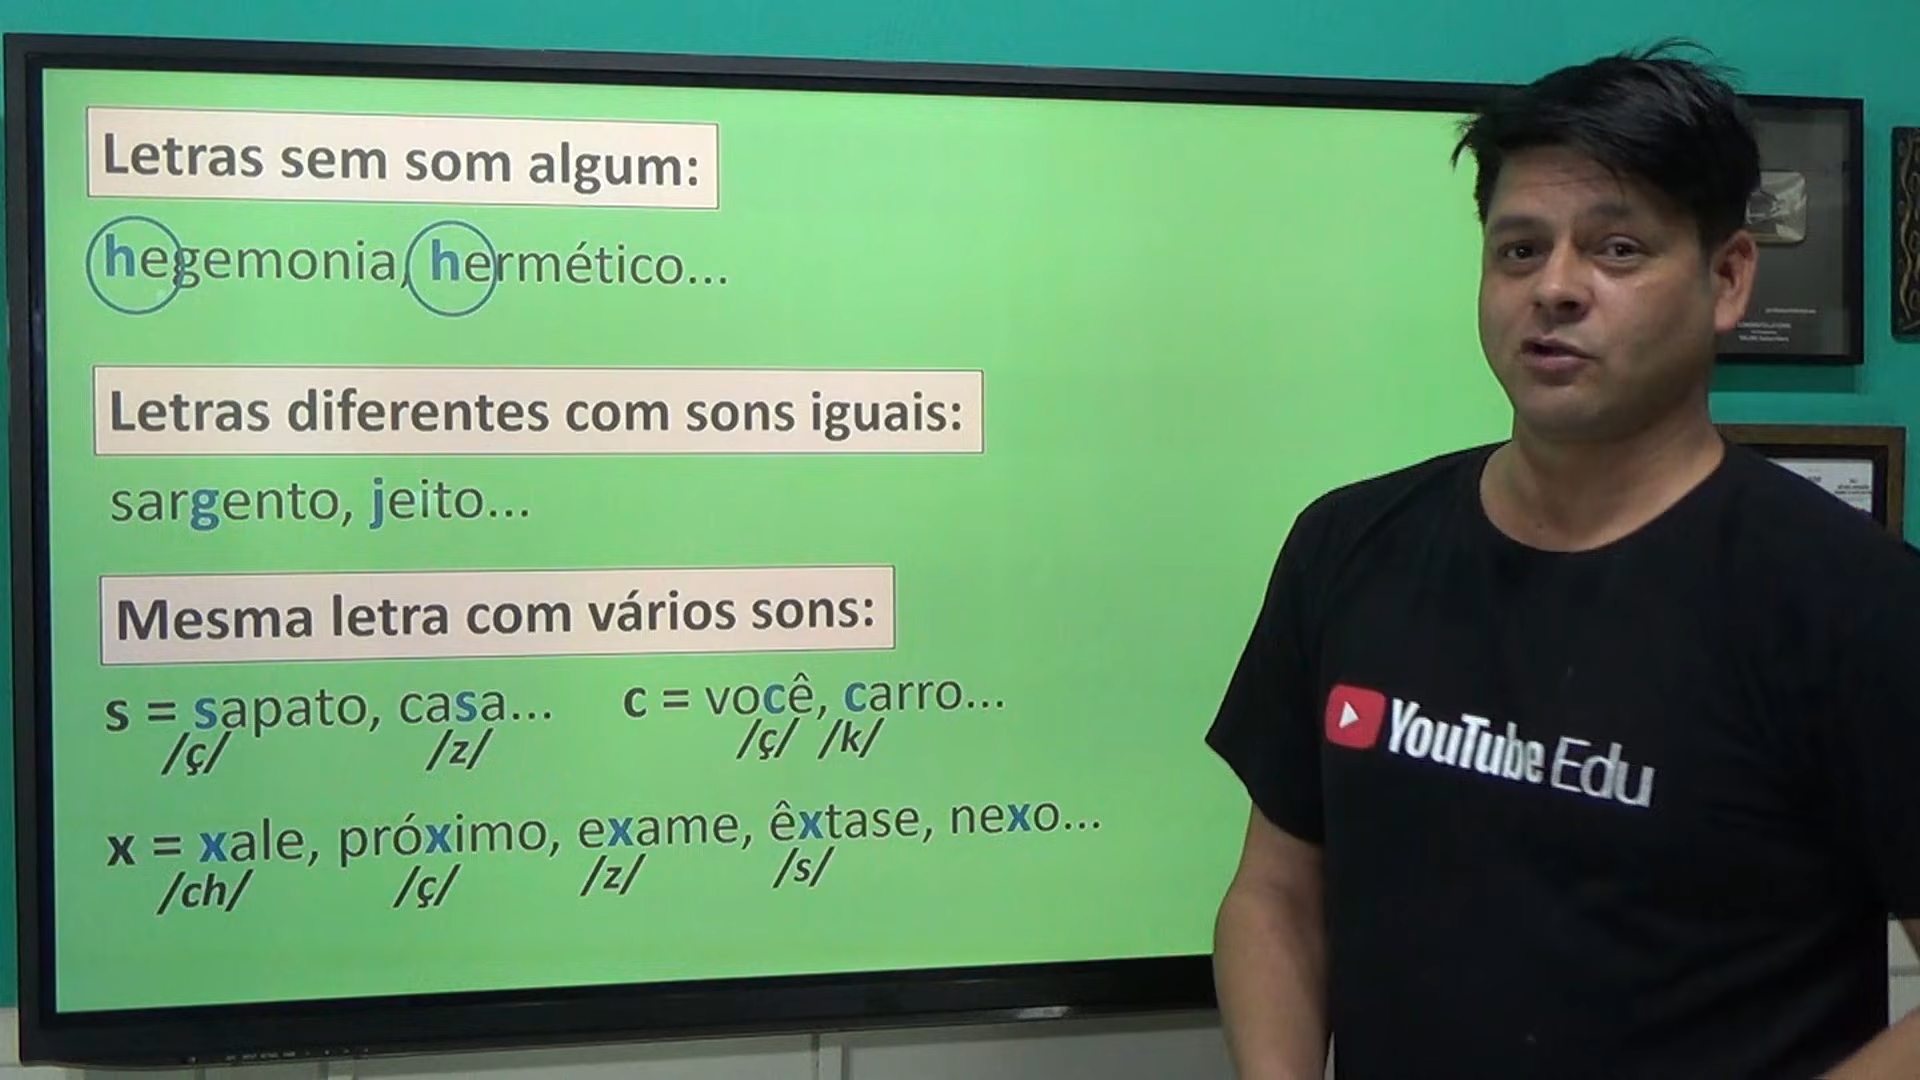 Letras sem som algum:
hegemonia, hermético...
Letras diferentes com sons iguais:
sargento, jeito...
Mesma letra com vários sons:
s = sapato, casa... c = você, carro...
/ç/ /z/ /ç/ /k/
x = xale, próximo, exame, êxtase, nexo...
/ch/ /ç/ /z/ /s/
YouTube Edu